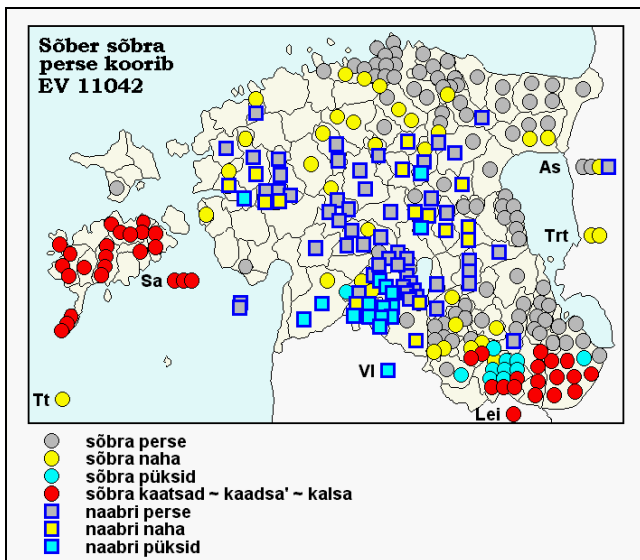 Sõber sõbra
perse koorib
EV 11042
As
Trt
Sa
Vl
Tt
Lei
sõbra perse
sõbra naha
sõbra püksid
sõbra kaatsad ~ kaadsa' ~ kalsa
naabri perse
naabri naha
naabri püksid